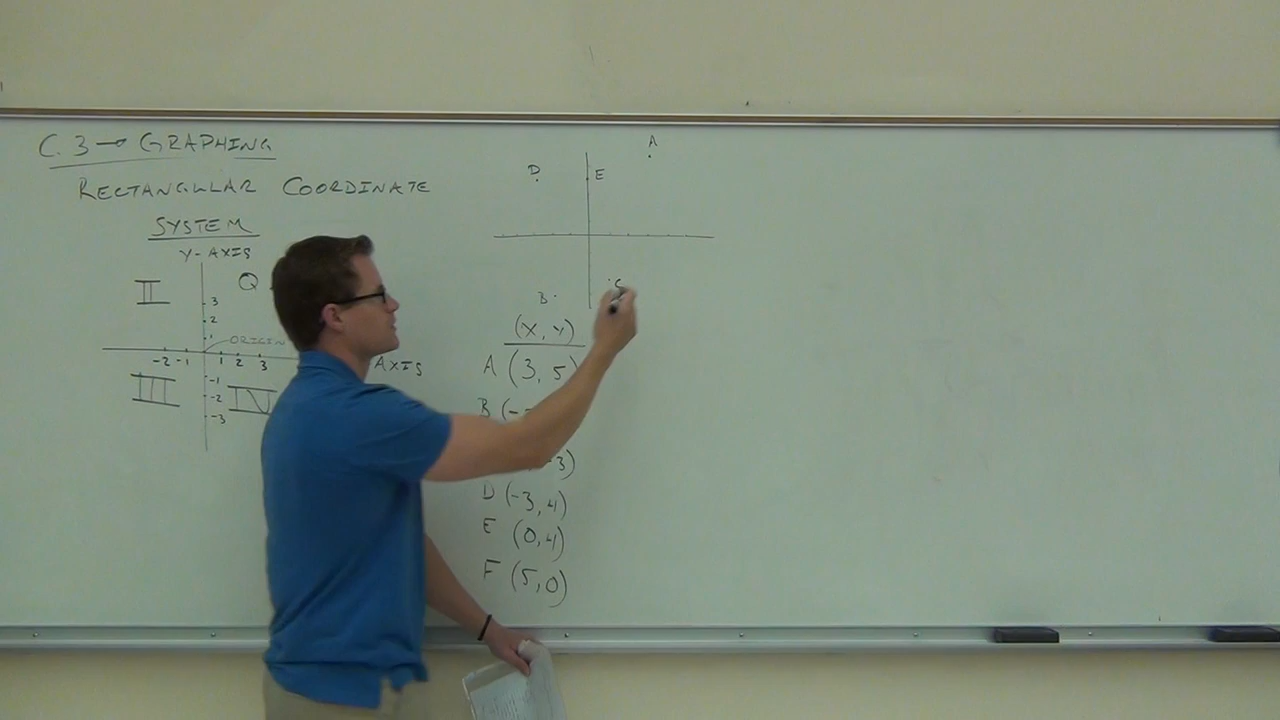 C.3 → GRAPHING
RECTANGULAR COORDINATE
SYSTEM
Y-AXIS
II
Q
3
2
1
ORIGIN
-2 -1 1 2 3
AXIS
III
IV
-1
-2
-3
A
D
E
C
B
(X, Y)
A (3, 5)
B (-
-3)
D (-3, 4)
E (0, 4)
F (5, 0)